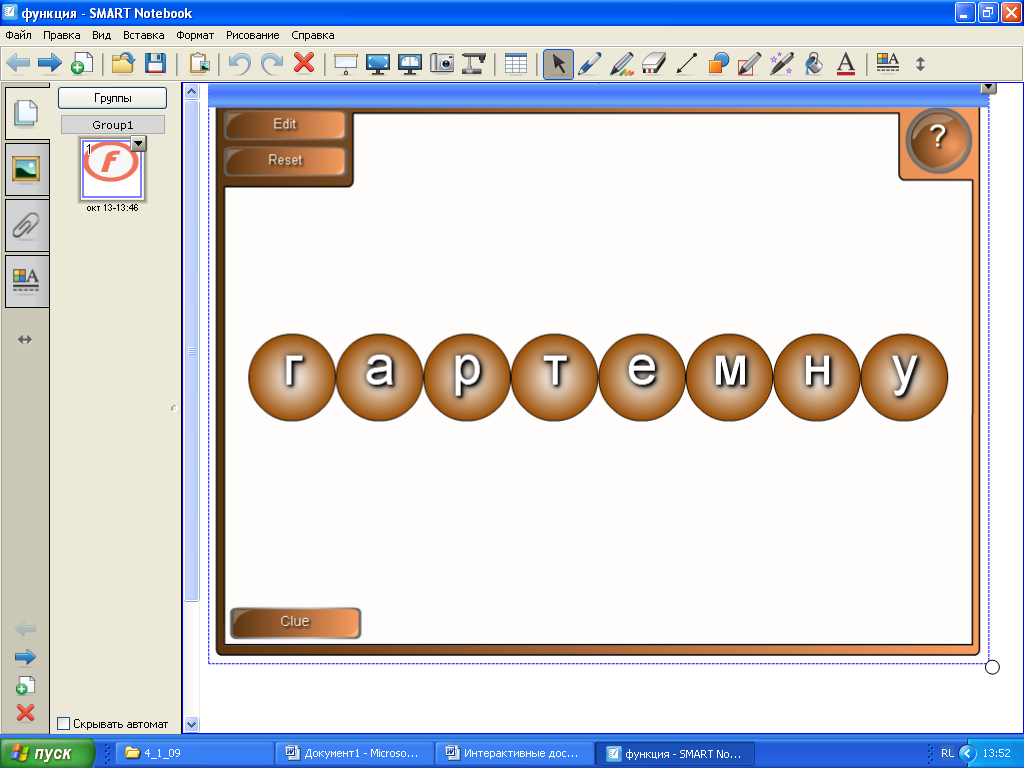 функция - SMART Notebook
Файл Правка Вид Вставка Формат Рисование Справка
Группы
Group1
1
окт 13-13:46
Скрывать автомат
Edit
Reset
?
г а р т е м н у
Clue
пуск 4_1_09 Документ1 - Microso... Интерактивные дос... функция - SMART No... RL 13:52